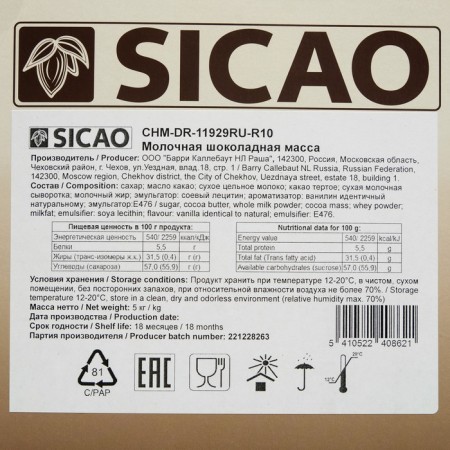 SICAO
SICAO CHM-DR-11929RU-R10
Молочная шоколадная масса
Производитель / Producer: ООО "Барри Каллебаут НЛ Раша", 142300, Россия, Московская область,
Чеховский район, г. Чехов, ул.Уездная, влад.18, стр. 1 / Barry Callebaut NL Russia, Russian Federation,
142300, Moscow region, Chekhov district, the City of Chekhov, Uezdnaya street, estate 18, building 1.
Состав / Composition: сахар; масло какао; сухое цельное молоко; какао тертое; сухая молочная
сыворотка; молочный жир; эмульгатор: соевый лецитин; ароматизатор: ванилин идентичный
натуральному; эмульгатор:Е476 / sugar, cocoa butter, whole milk powder; cocoa mass; whey powder;
milkfat, emulsifier: soya lecithin; flavour: vanilla identical to natural; emulsifier: E476.
Пищевая ценность в 100 г продукта: Nutritional data for 100 g:
Энергетическая ценность 540/ 2259 ккал/кДж Energy value 540/ 2259 kcal/kJ
Белки 5,5 г Protein 5,5 g
Жиры (транс-изомеры ж.к.) 31,5 (0,4) г (г) Total fat (Trans fatty acid) 31,5 (0,4) g
Углеводы (сахароза) 57,0 (55,9) г (г) Available carbohydrates (sucrose) 57,0 (55,9) g
Условия хранения / Storage conditions: Продукт хранить при температуре 12-20°C, в чистом, сухом
помещении, без посторонних запахов, при относительной влажности воздуха не более 70% / Storage
temperature 12-20°C, store in a clean, dry and odorless environment (relative humidity max. 70%)
Масса нетто / Net weight: 5 кг / kg
Дата производства / Production date:
Срок годности / Shelf life: 18 месяцев / 18 months
Партия производителя / Producer batch number: 221228263
5 410522 408621
81
C/PAP
EAC
20°C
12°C